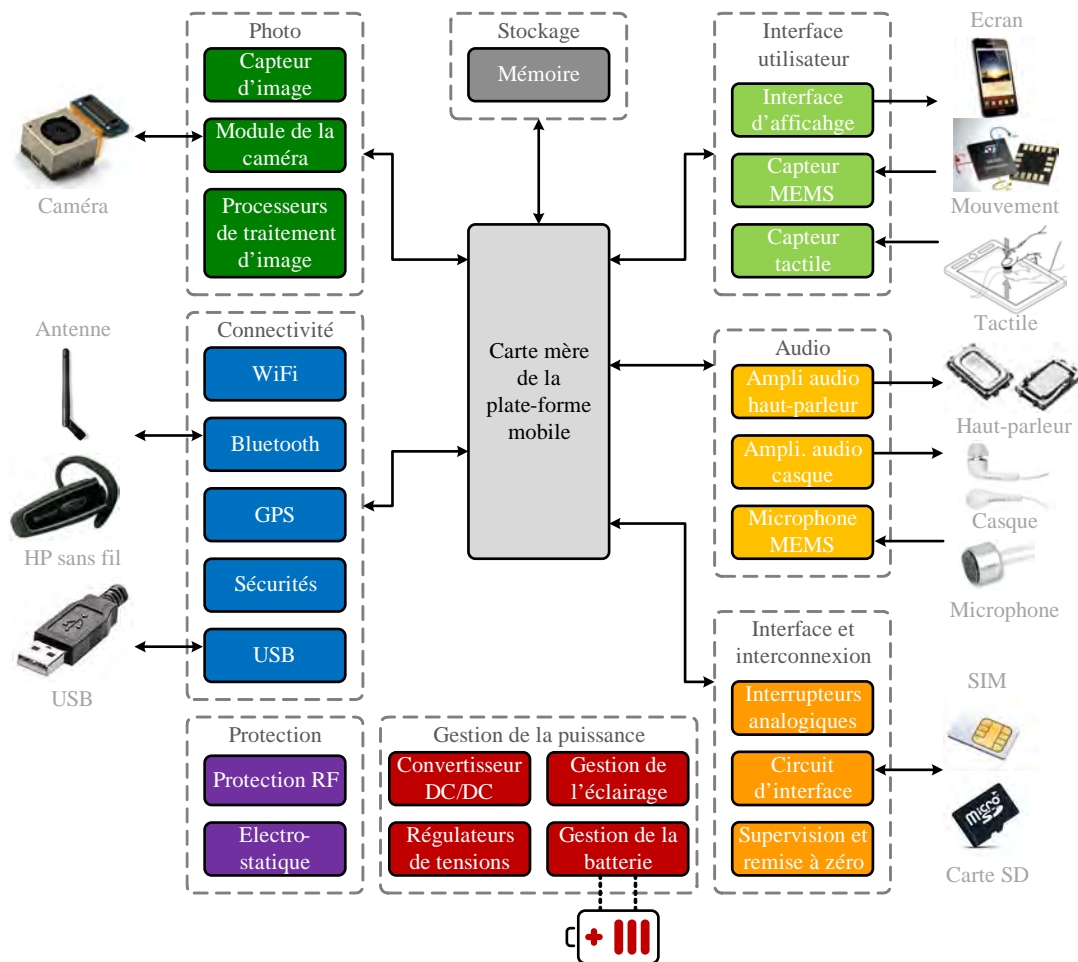 Photo
Capteur
d’image
Module de la
caméra
Processeurs
de traitement
d’image
Caméra
Stockage
Mémoire
Interface
utilisateur
Interface
d’afficahge
Capteur
MEMS
Capteur
tactile
Ecran
Mouvement
Tactile
Antenne
HP sans fil
USB
Connectivité
WiFi
Bluetooth
GPS
Sécurités
USB
Carte mère
de la
plate-forme
mobile
Audio
Ampli audio
haut-parleur
Ampli. audio
casque
Microphone
MEMS
Haut-parleur
Casque
Microphone
Protection
Protection RF
Electro-
statique
Gestion de la puissance
Convertisseur
DC/DC
Gestion de
l’éclairage
Régulateurs
de tensions
Gestion de la
batterie
Interface et
interconnexion
Interrupteurs
analogiques
Circuit
d’interface
Supervision et
remise à zéro
SIM
micro
SD
Carte SD